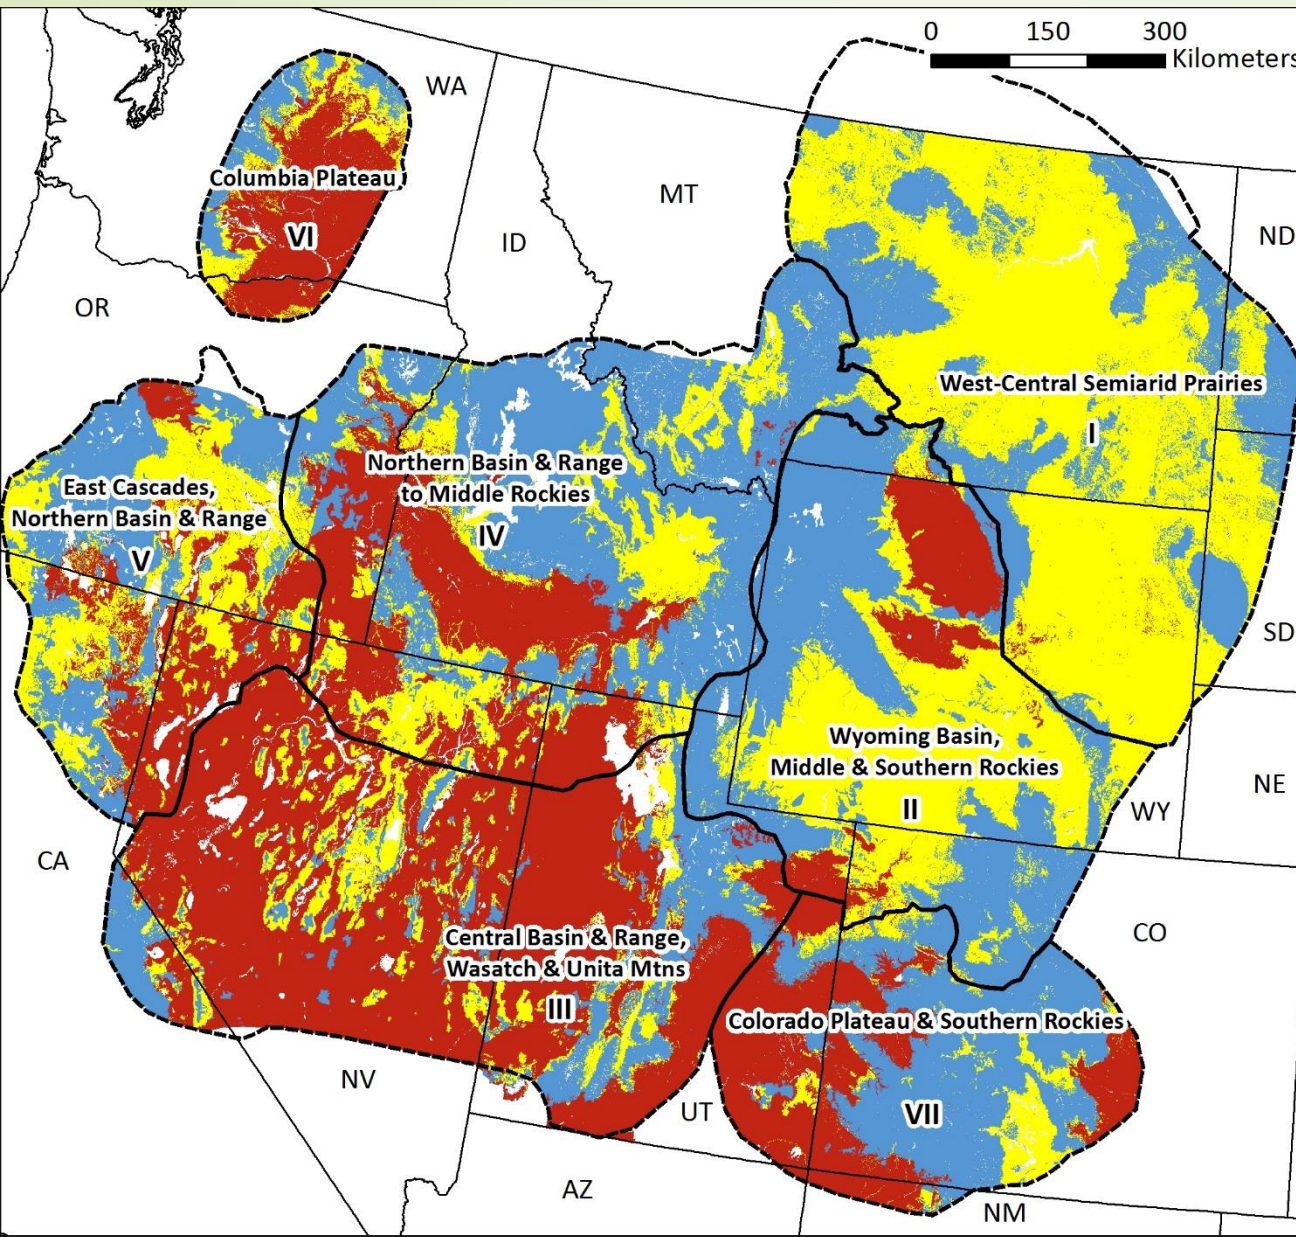 0 150 300
Kilometers
WA
Columbia Plateau
VI
MT
ID
ND
OR
West-Central Semiarid Prairies
I
Northern Basin & Range
to Middle Rockies
IV
East Cascades,
Northern Basin & Range
V
SD
Wyoming Basin,
Middle & Southern Rockies
II
WY
NE
CA
Central Basin & Range,
Wasatch & Unita Mtns
III
CO
Colorado Plateau & Southern Rockies
VII
NV
UT
AZ
NM